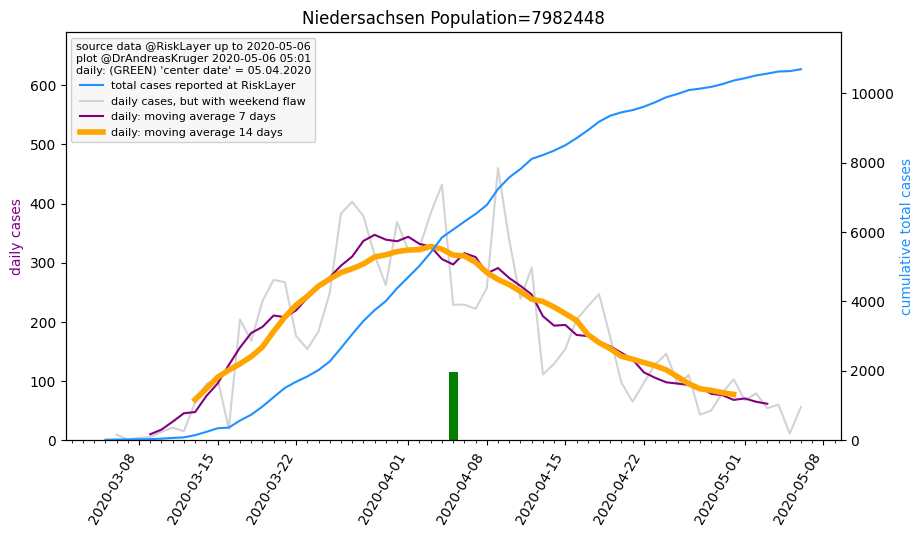 Niedersachsen Population=7982448
source data @RiskLayer up to 2020-05-06
plot @DrAndreasKruger 2020-05-06 05:01
daily: (GREEN) 'center date' = 05.04.2020
total cases reported at RiskLayer
daily cases, but with weekend flaw
daily: moving average 7 days
daily: moving average 14 days
daily cases
600
500
400
300
200
100
0
cumulative total cases
10000
8000
6000
4000
2000
0
2020-03-08
2020-03-15
2020-03-22
2020-04-01
2020-04-08
2020-04-15
2020-04-22
2020-05-01
2020-05-08